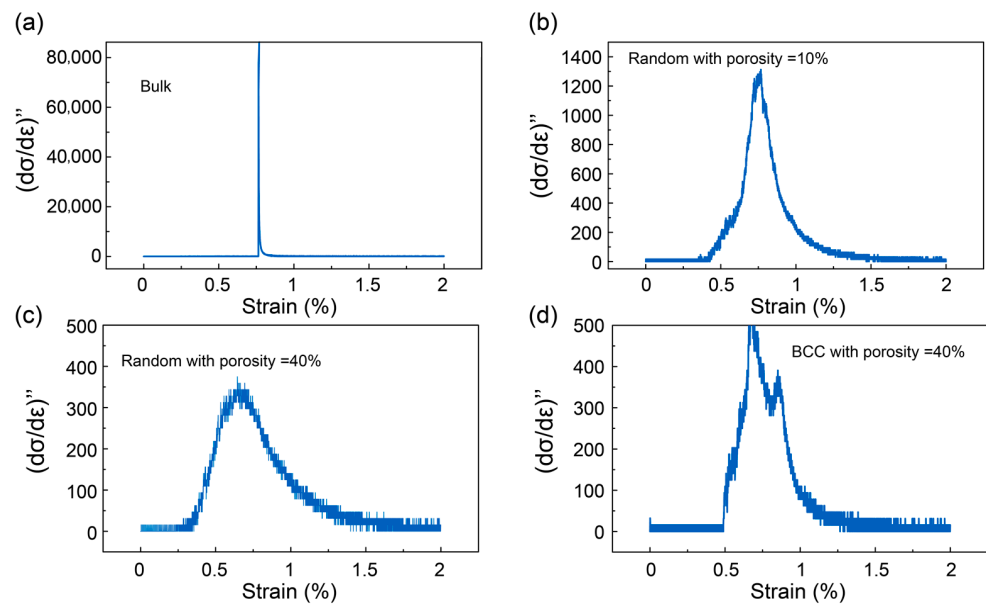 (a)
80,000
60,000
40,000
20,000
0
Bulk
(dσ/dε)”
0 0.5 1 1.5 2
Strain (%)
(b)
1400
1200
1000
800
600
400
200
0
Random with porosity =10%
(dσ/dε)”
0 0.5 1 1.5 2
Strain (%)
(c)
500
400
300
200
100
0
Random with porosity =40%
(dσ/dε)”
0 0.5 1 1.5 2
Strain (%)
(d)
500
400
300
200
100
0
BCC with porosity =40%
(dσ/dε)”
0 0.5 1 1.5 2
Strain (%)